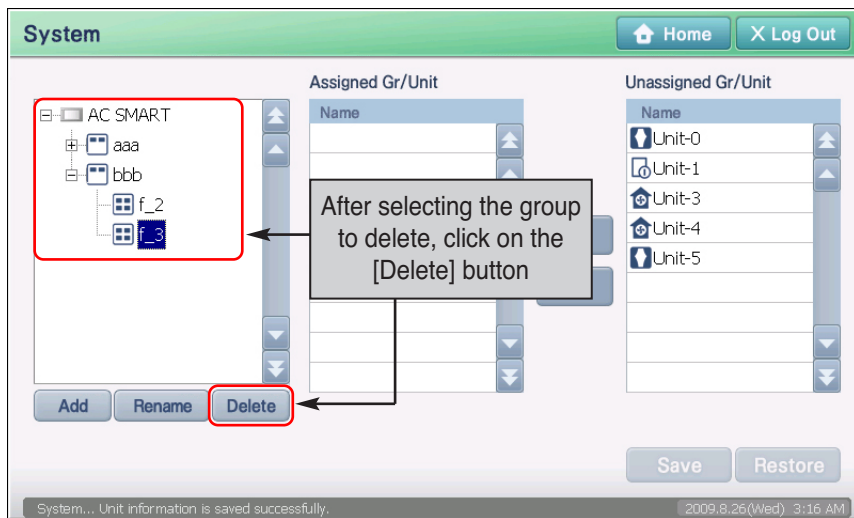 System
Home
X Log Out
Assigned Gr/Unit
Unassigned Gr/Unit
AC SMART
aaa
bbb
f_2
f_3
Name
Name
Unit-0
Unit-1
Unit-3
Unit-4
Unit-5
After selecting the group
to delete, click on the
[Delete] button
Add
Rename
Delete
Save
Restore
System... Unit information is saved successfully.
2009.8.26(Wed) 3:16 AM